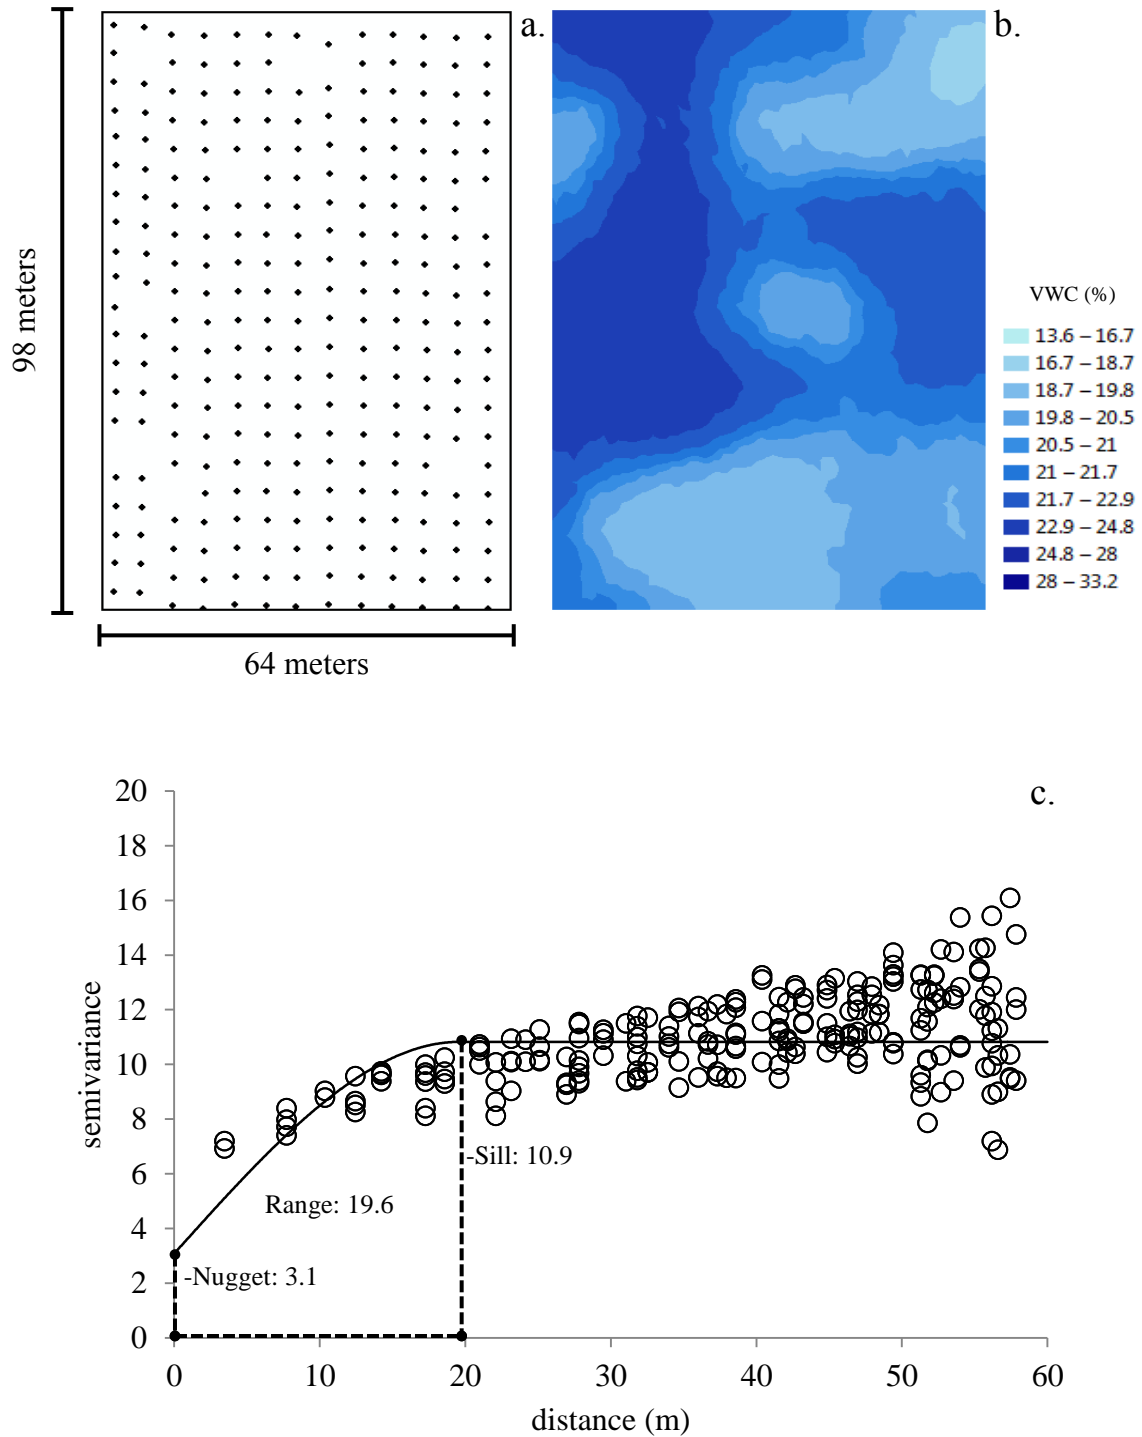 a.
b.
98 meters
64 meters
VWC (%)
13.6 – 16.7
16.7 – 18.7
18.7 – 19.8
19.8 – 20.5
20.5 – 21
21 – 21.7
21.7 – 22.9
22.9 – 24.8
24.8 – 28
28 – 33.2
c.
20
18
16
14
12
10
8
6
4
2
0
semivariance
-Sill: 10.9
Range: 19.6
-Nugget: 3.1
0 10 20 30 40 50 60
distance (m)